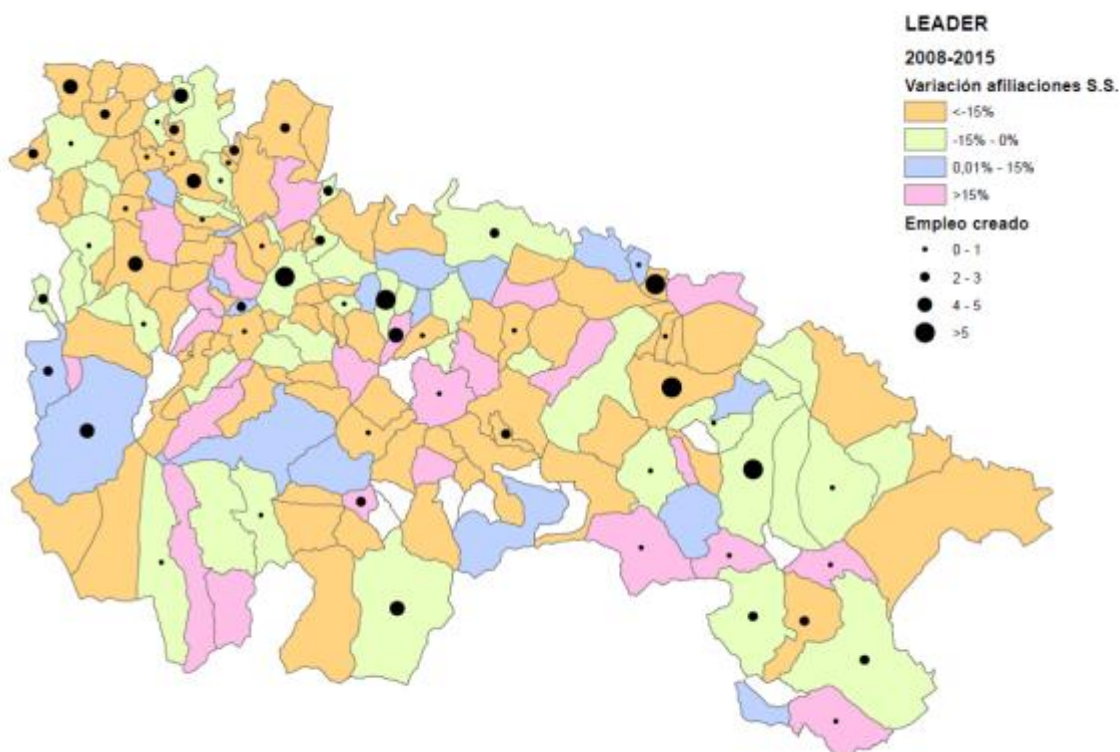 LEADER
2008-2015
Variación afiliaciones S.S.
<-15%
-15% - 0%
0,01% - 15%
>15%
Empleo creado
0 - 1
2 - 3
4 - 5
>5